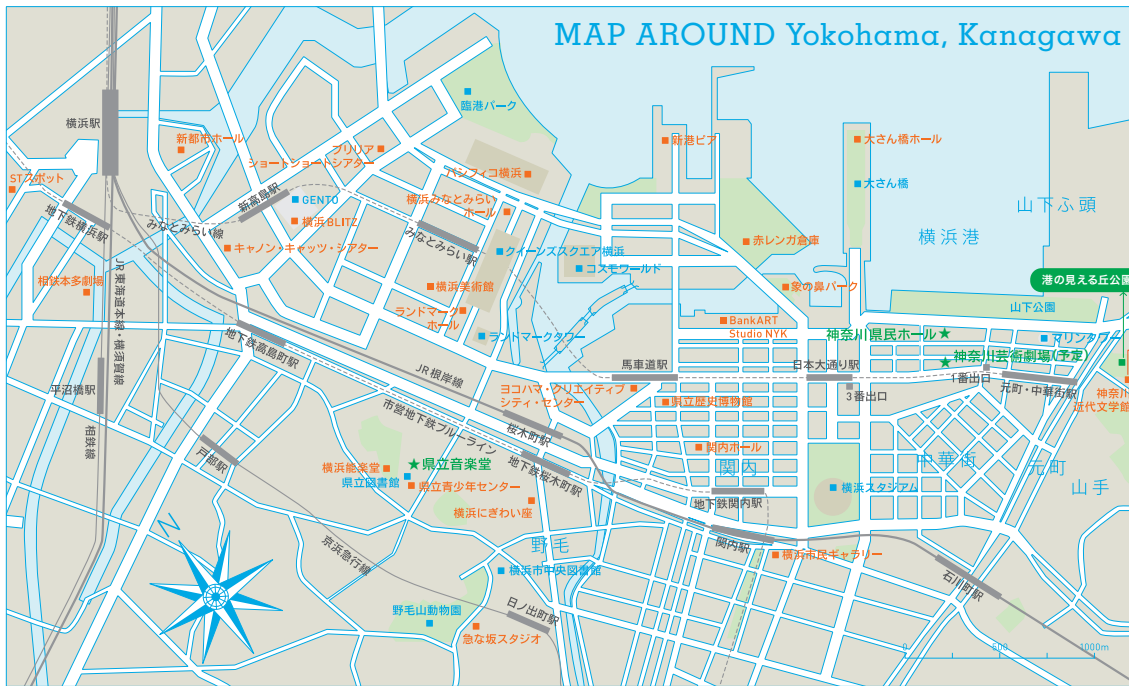 MAP AROUND Yokohama, Kanagawa
臨港パーク
横浜駅
新都市ホール
ブリリア
ショートショートシアター
新港ピア
大さん橋ホール
STスポット
パシフィコ横浜
大さん橋
地下鉄横浜駅
新高島駅
GENTO
横浜みなとみらい
ホール
山下ふ頭
みなとみらい線
横浜BLITZ
みなとみらい駅
赤レンガ倉庫
横浜港
キャノン・キャッツ・シアター
クイーンズスクエア横浜
コスモワールド
港の見える丘公園
相鉄本多劇場
JR東海道本線・横須賀線
横浜美術館
象の鼻パーク
山下公園
ランドマーク
ホール
BankART
Studio NYK
神奈川県民ホール★
地下鉄高島町駅
ランドマークタワー
マリンタワー
★神奈川芸術劇場(予定)
JR根岸線
馬車道駅
日本大通り駅
1番出口
元町・中華街駅
平沼橋駅
ヨコハマ・クリエイティブ
シティ・センター
県立歴史博物館
3番出口
神奈川
近代文学館
市営地下鉄ブルーライン
桜木町駅
相鉄線
戸部駅
関内ホール
横浜能楽堂
★県立音楽堂
地下鉄桜木町駅
関内
中華街
元町
県立図書館
県立青少年センター
横浜スタジアム
山手
横浜にぎわい座
地下鉄関内駅
N
京浜急行線
野毛
関内駅
横浜市民ギャラリー
横浜市中央図書館
石川町駅
野毛山動物園
日ノ出町駅
急な坂スタジオ
0 500 1000m